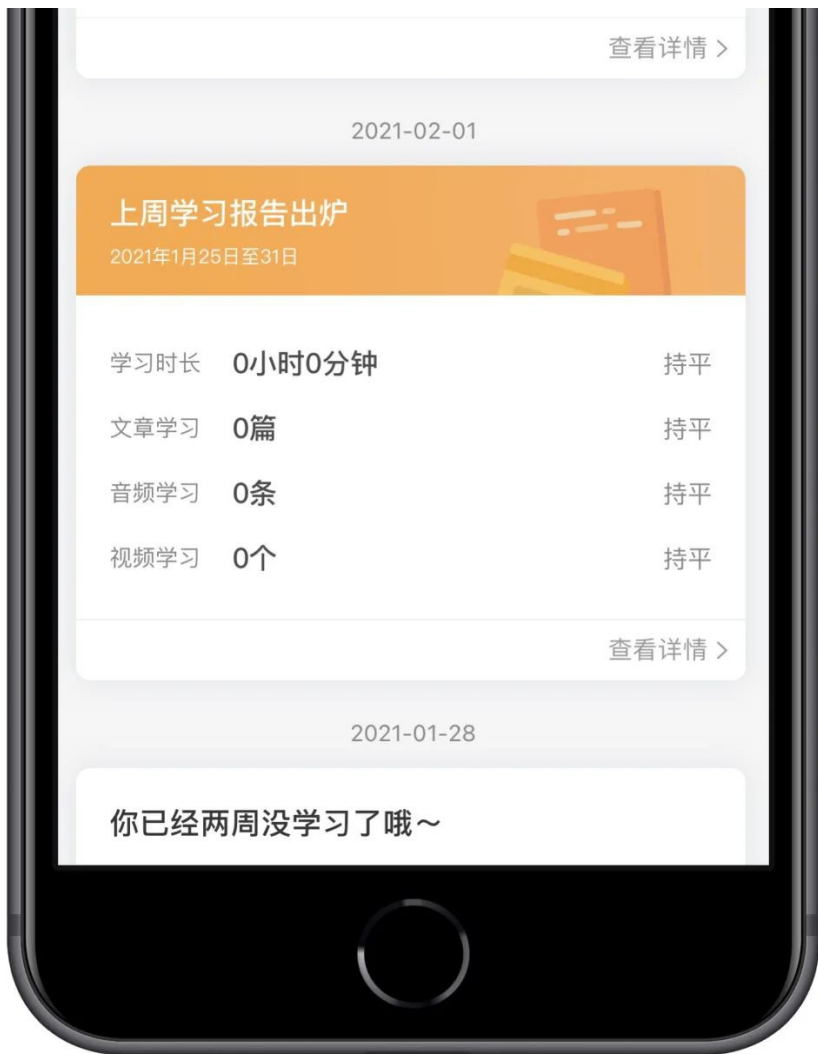 查看详情 >
2021-02-01
上周学习报告出炉
2021年1月25日至31日
学习时长 0小时0分钟 持平
文章学习 0篇 持平
音频学习 0条 持平
视频学习 0个 持平
查看详情 >
2021-01-28
你已经两周没学习了哦～